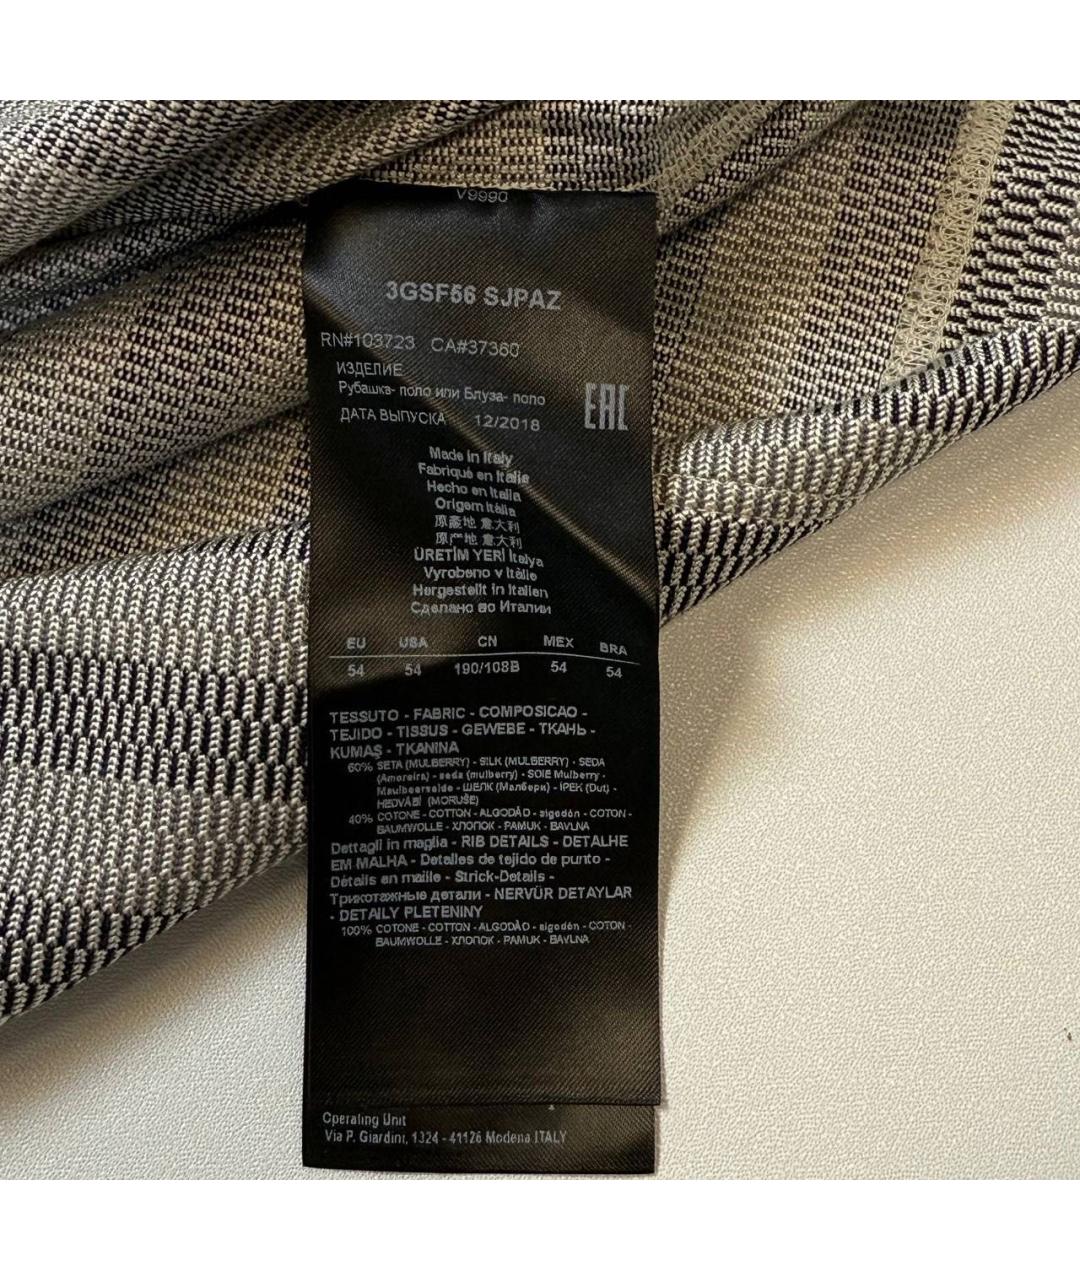 V9990
3GSF56 SJPAZ
RN#103723 CA#37360
ИЗДЕЛИЕ
Рубашка- поло или Блуза- поло
ДАТА ВЫПУСКА 12/2018
EAC
Made in Italy
Fabriqué en Italie
Hecho en Italia
Origem Itália
原產地 意大利
原产地 意大利
ÜRETİM YERİ İtalya
Vyrobeno v Itálie
Hergestellt in Italien
Сделано во Италии
EU USA CN MEX BRA
54 54 190/108B 54 54
TESSUTO - FABRIC - COMPOSICAO -
TEJIDO - TISSUS - GEWEBE - ТКАНЬ -
KUMAŞ - TKANINA
60% SETA (MULBERRY) - SILK (MULBERRY) - SEDA
(Amoreira) - seda (mulberry) - SOIE Mulberry -
Maulbeerseide - ШЕЛК (Малбери) - İPEK (Dut) -
HEDVÁBÍ (MORUŠE)
40% COTONE - COTTON - ALGODÃO - algodón - COTON -
BAUMWOLLE - ХЛОПОК - PAMUK - BAVLNA
Dettagli in maglia - RIB DETAILS - DETALHE
EM MALHA - Detalles de tejido de punto -
Détails en maille - Strick-Details -
Трикотажные детали - NERVÜR DETAYLAR
- DETAILY PLETENINY
100% COTONE - COTTON - ALGODÃO - algodón - COTON -
BAUMWOLLE - ХЛОПОК - PAMUK - BAVLNA
Operating Unit
Via P. Giardini, 1324 - 41126 Modena ITALY